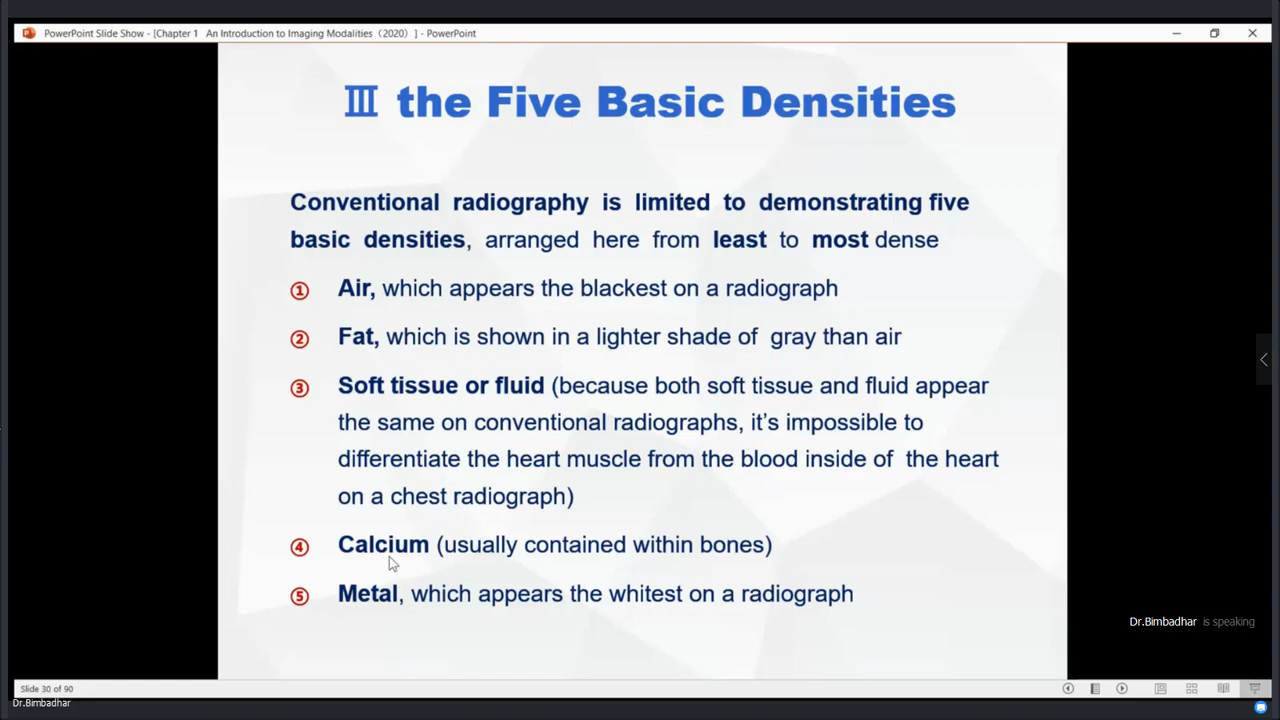 PowerPoint Slide Show - [Chapter 1 An Introduction to Imaging Modalities（2020） ] - PowerPoint
Ⅲ the Five Basic Densities
Conventional radiography is limited to demonstrating five
basic densities, arranged here from least to most dense
① Air, which appears the blackest on a radiograph
② Fat, which is shown in a lighter shade of gray than air
③ Soft tissue or fluid (because both soft tissue and fluid appear
the same on conventional radiographs, it's impossible to
differentiate the heart muscle from the blood inside of the heart
on a chest radiograph)
④ Calcium (usually contained within bones)
⑤ Metal, which appears the whitest on a radiograph
Dr.Bimbadhar is speaking
Slide 30 of 90
Dr.Bimbadhar